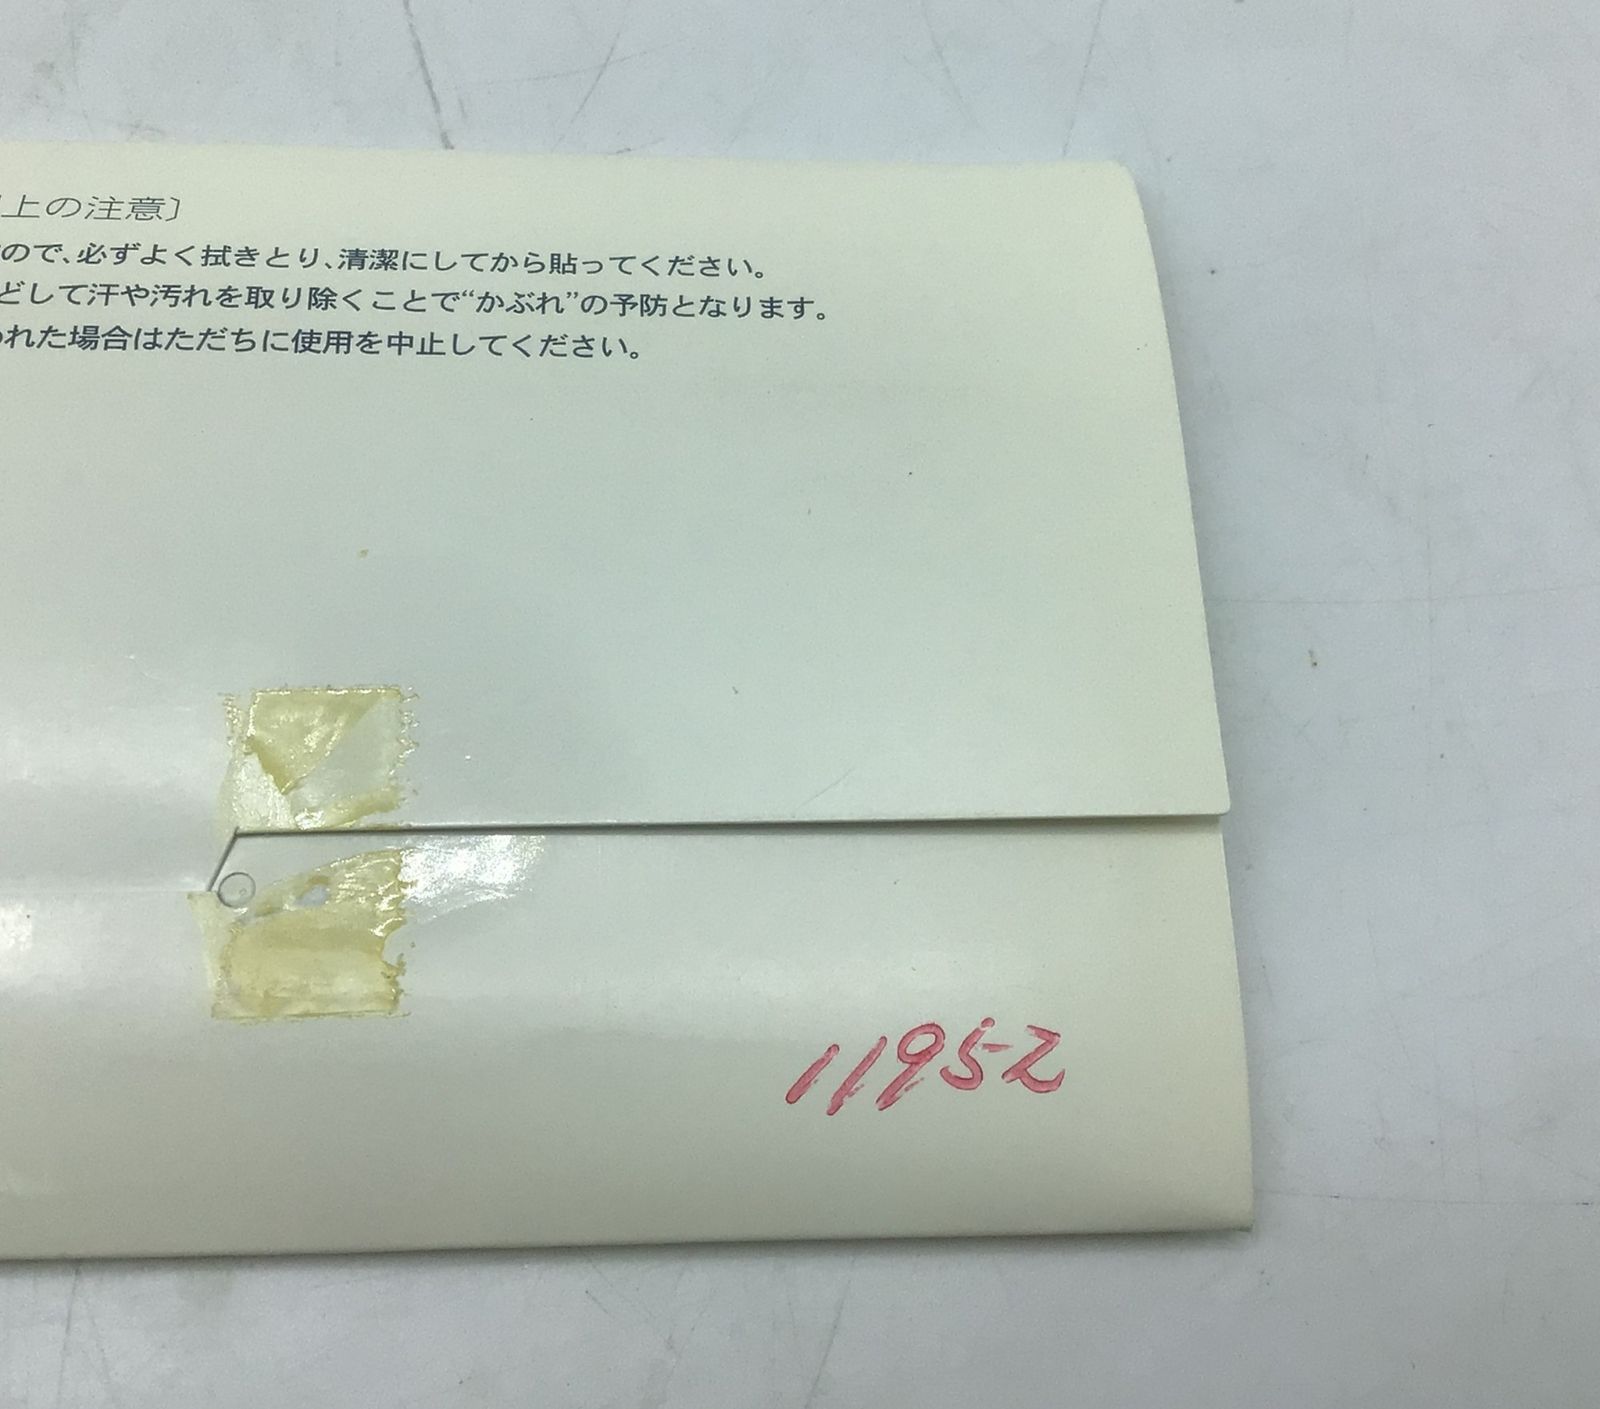 上の注意〕
ので、必ずよく拭きとり、清潔にしてから貼ってください。
どして汗や汚れを取り除くことで“かぶれ”の予防となります。
われた場合はただちに使用を中止してください。
11952